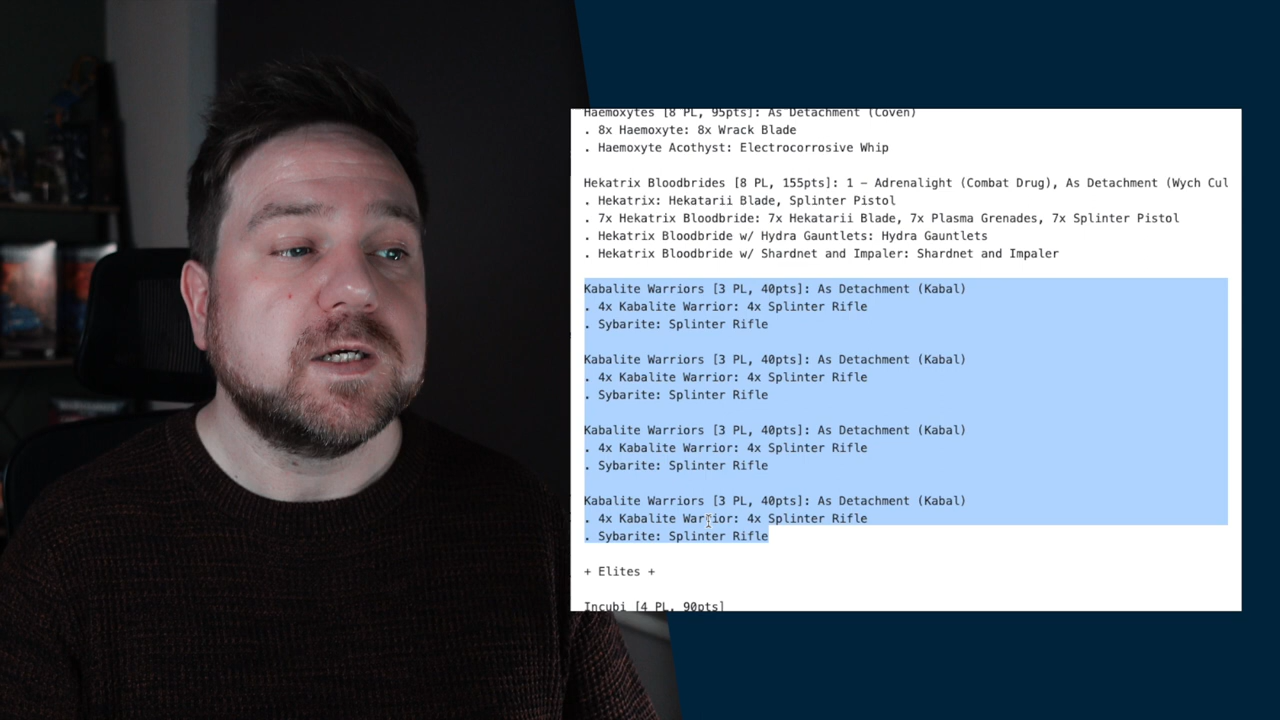 Haemoxytes [8 PL, 95pts]: As Detachment (Coven)
. 8x Haemoxyte: 8x Wrack Blade
. Haemoxyte Acothyst: Electrocorrosive Whip
Hekatrix Bloodbrides [8 PL, 155pts]: 1 – Adrenalight (Combat Drug), As Detachment (Wych Cul
. Hekatrix: Hekatarii Blade, Splinter Pistol
. 7x Hekatrix Bloodbride: 7x Hekatarii Blade, 7x Plasma Grenades, 7x Splinter Pistol
. Hekatrix Bloodbride w/ Hydra Gauntlets: Hydra Gauntlets
. Hekatrix Bloodbride w/ Shardnet and Impaler: Shardnet and Impaler
Kabalite Warriors [3 PL, 40pts]: As Detachment (Kabal)
. 4x Kabalite Warrior: 4x Splinter Rifle
. Sybarite: Splinter Rifle
Kabalite Warriors [3 PL, 40pts]: As Detachment (Kabal)
. 4x Kabalite Warrior: 4x Splinter Rifle
. Sybarite: Splinter Rifle
Kabalite Warriors [3 PL, 40pts]: As Detachment (Kabal)
. 4x Kabalite Warrior: 4x Splinter Rifle
. Sybarite: Splinter Rifle
Kabalite Warriors [3 PL, 40pts]: As Detachment (Kabal)
. 4x Kabalite Warrior: 4x Splinter Rifle
. Sybarite: Splinter Rifle
+ Elites +
Incubi [4 PL, 90pts]